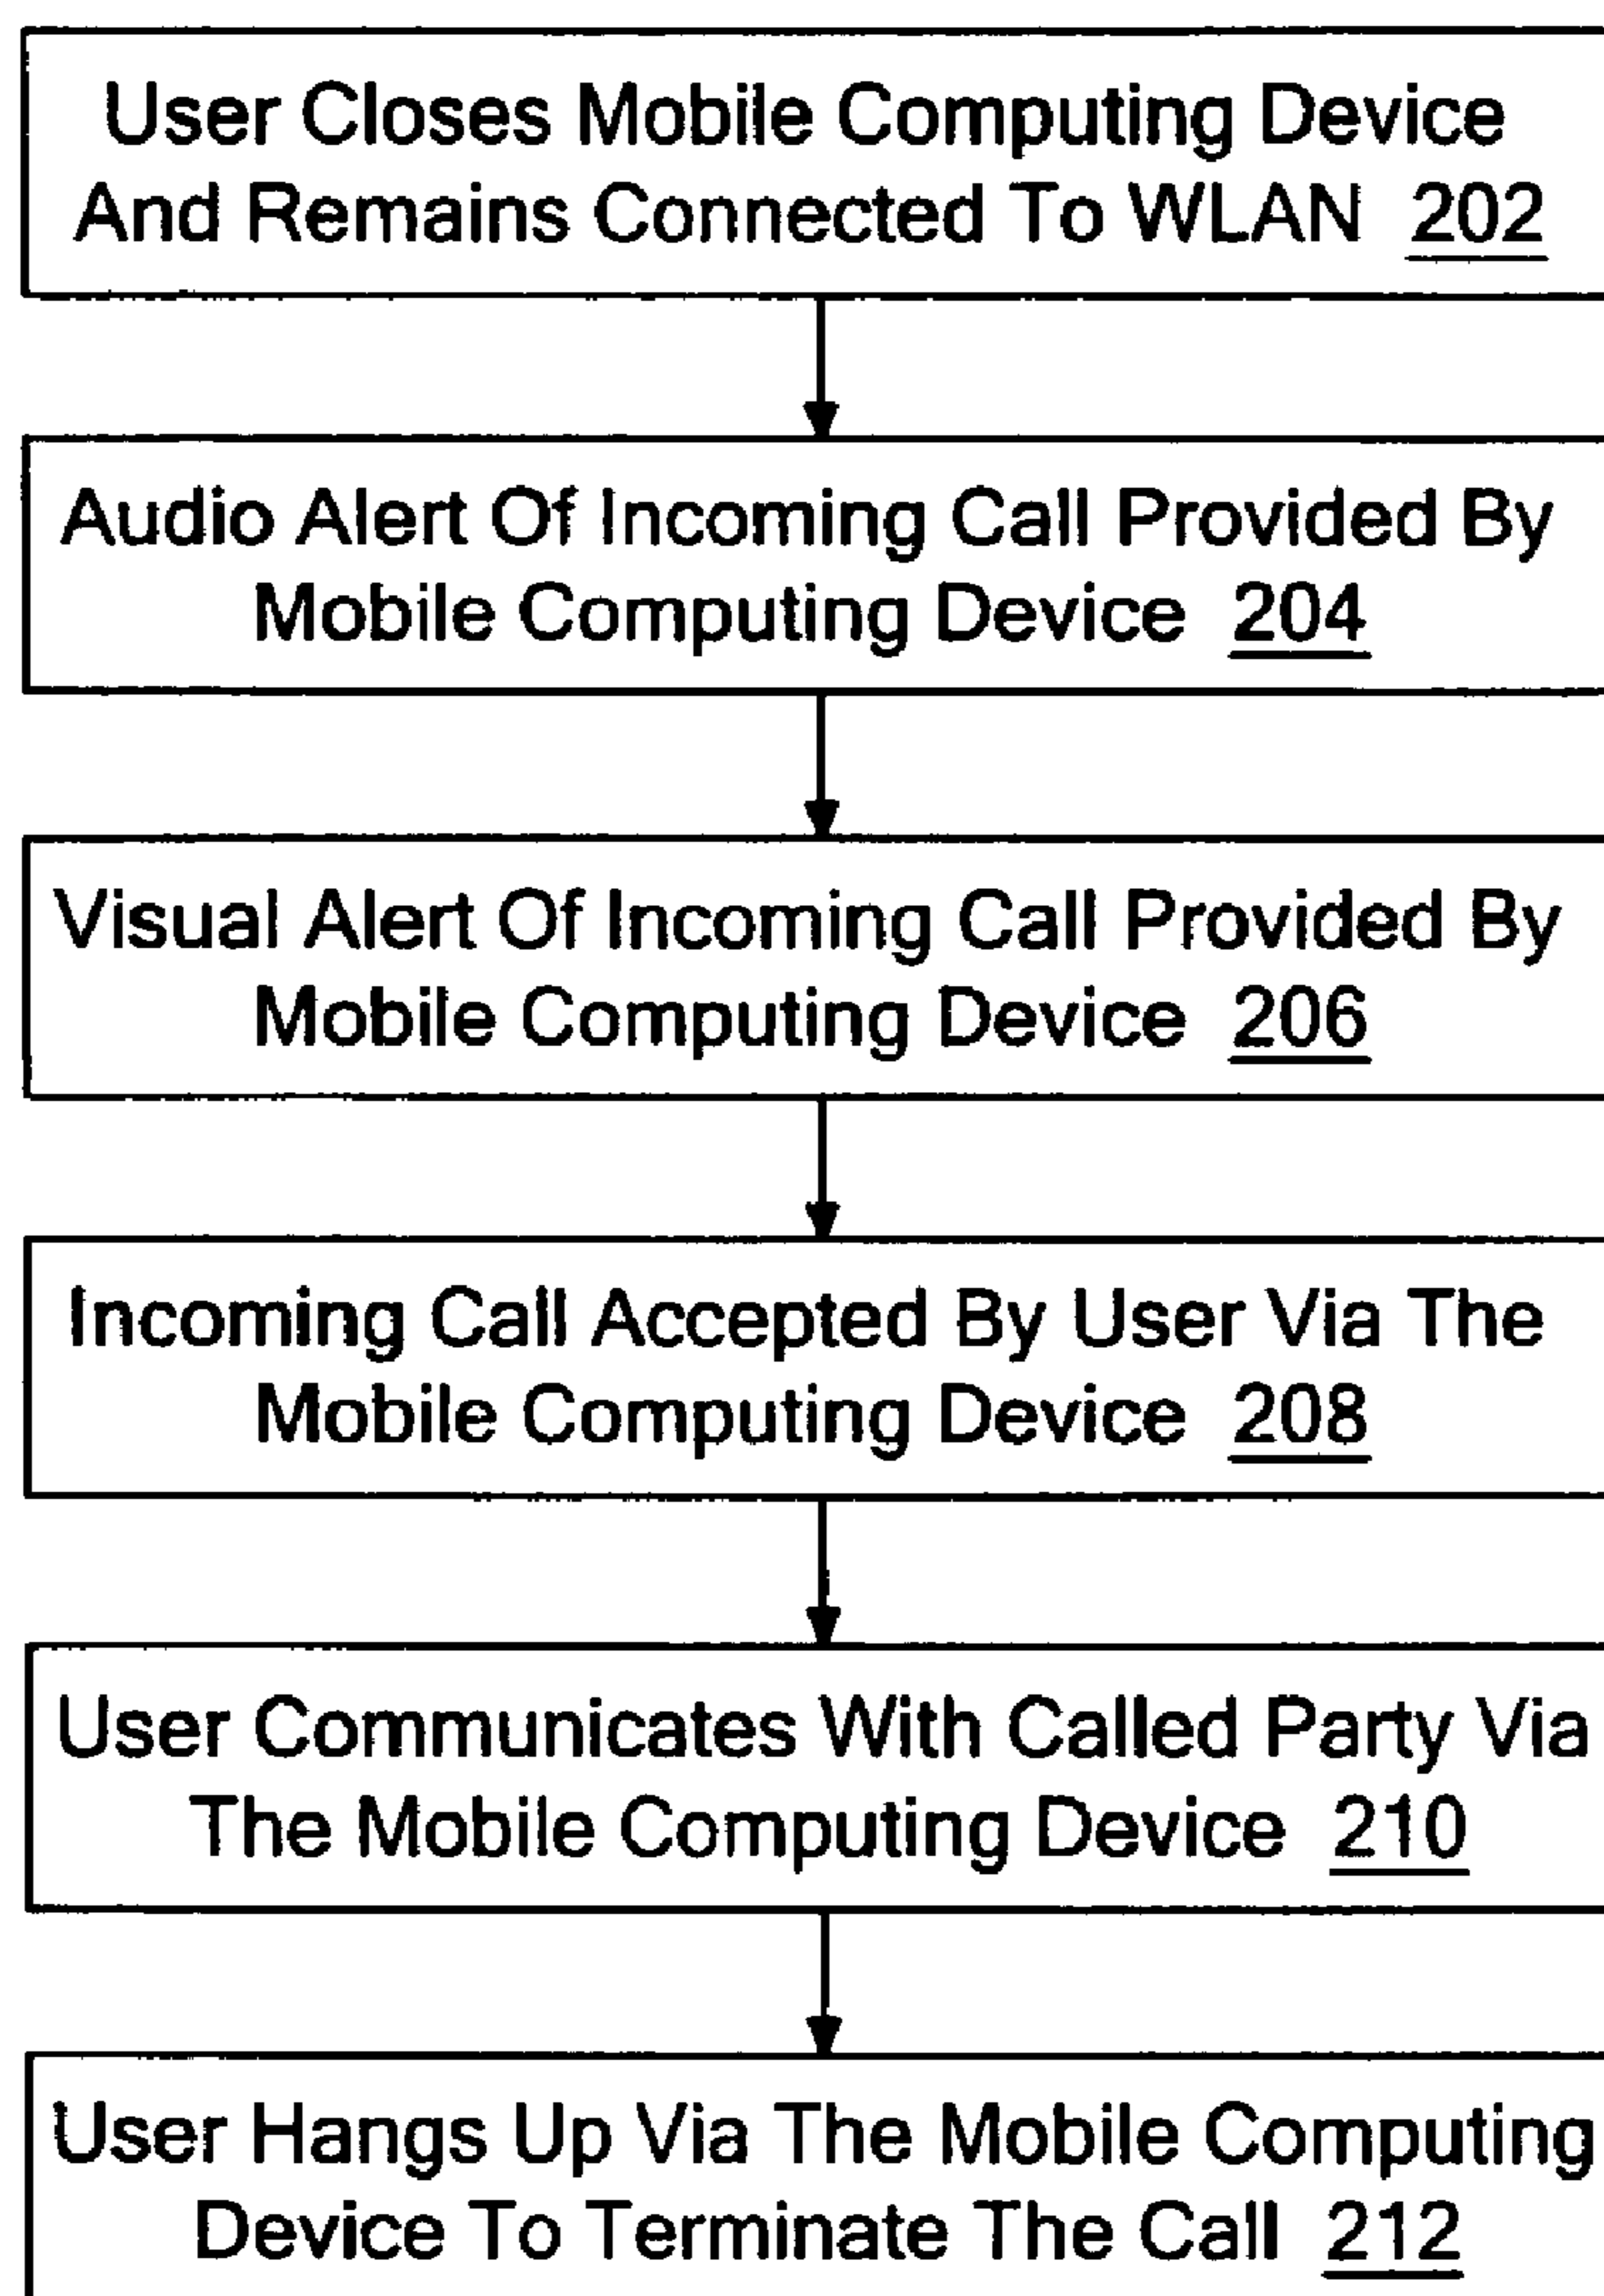 User Closes Mobile Computing Device
And Remains Connected To WLAN 202
Audio Alert Of Incoming Call Provided By
Mobile Computing Device 204
Visual Alert Of Incoming Call Provided By
Mobile Computing Device 206
Incoming Call Accepted By User Via The
Mobile Computing Device 208
User Communicates With Called Party Via
The Mobile Computing Device 210
User Hangs Up Via The Mobile Computing
Device To Terminate The Call 212